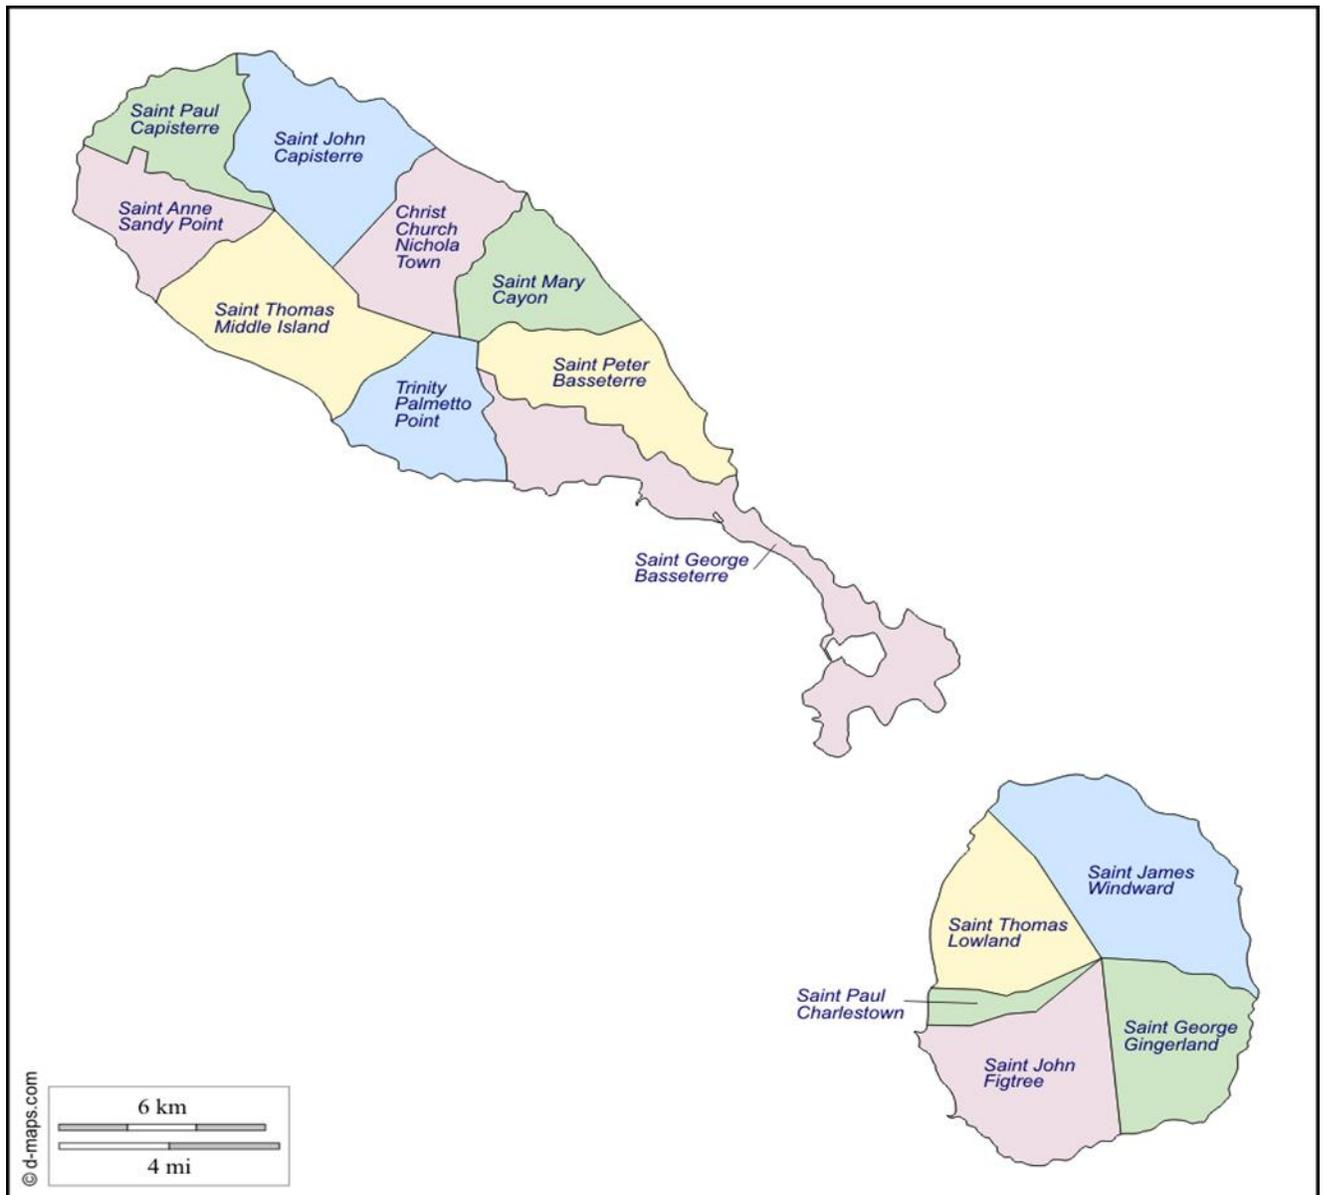 Saint Paul
Capisterre
Saint John
Capisterre
Saint Anne
Sandy Point
Christ
Church
Nichola
Town
Saint Mary
Cayon
Saint Thomas
Middle Island
Saint Peter
Basseterre
Trinity
Palmetto
Point
Saint George
Basseterre
Saint James
Windward
Saint Thomas
Lowland
Saint Paul
Charlestown
Saint George
Gingerland
Saint John
Figtree
6 km
4 mi
© d-maps.com